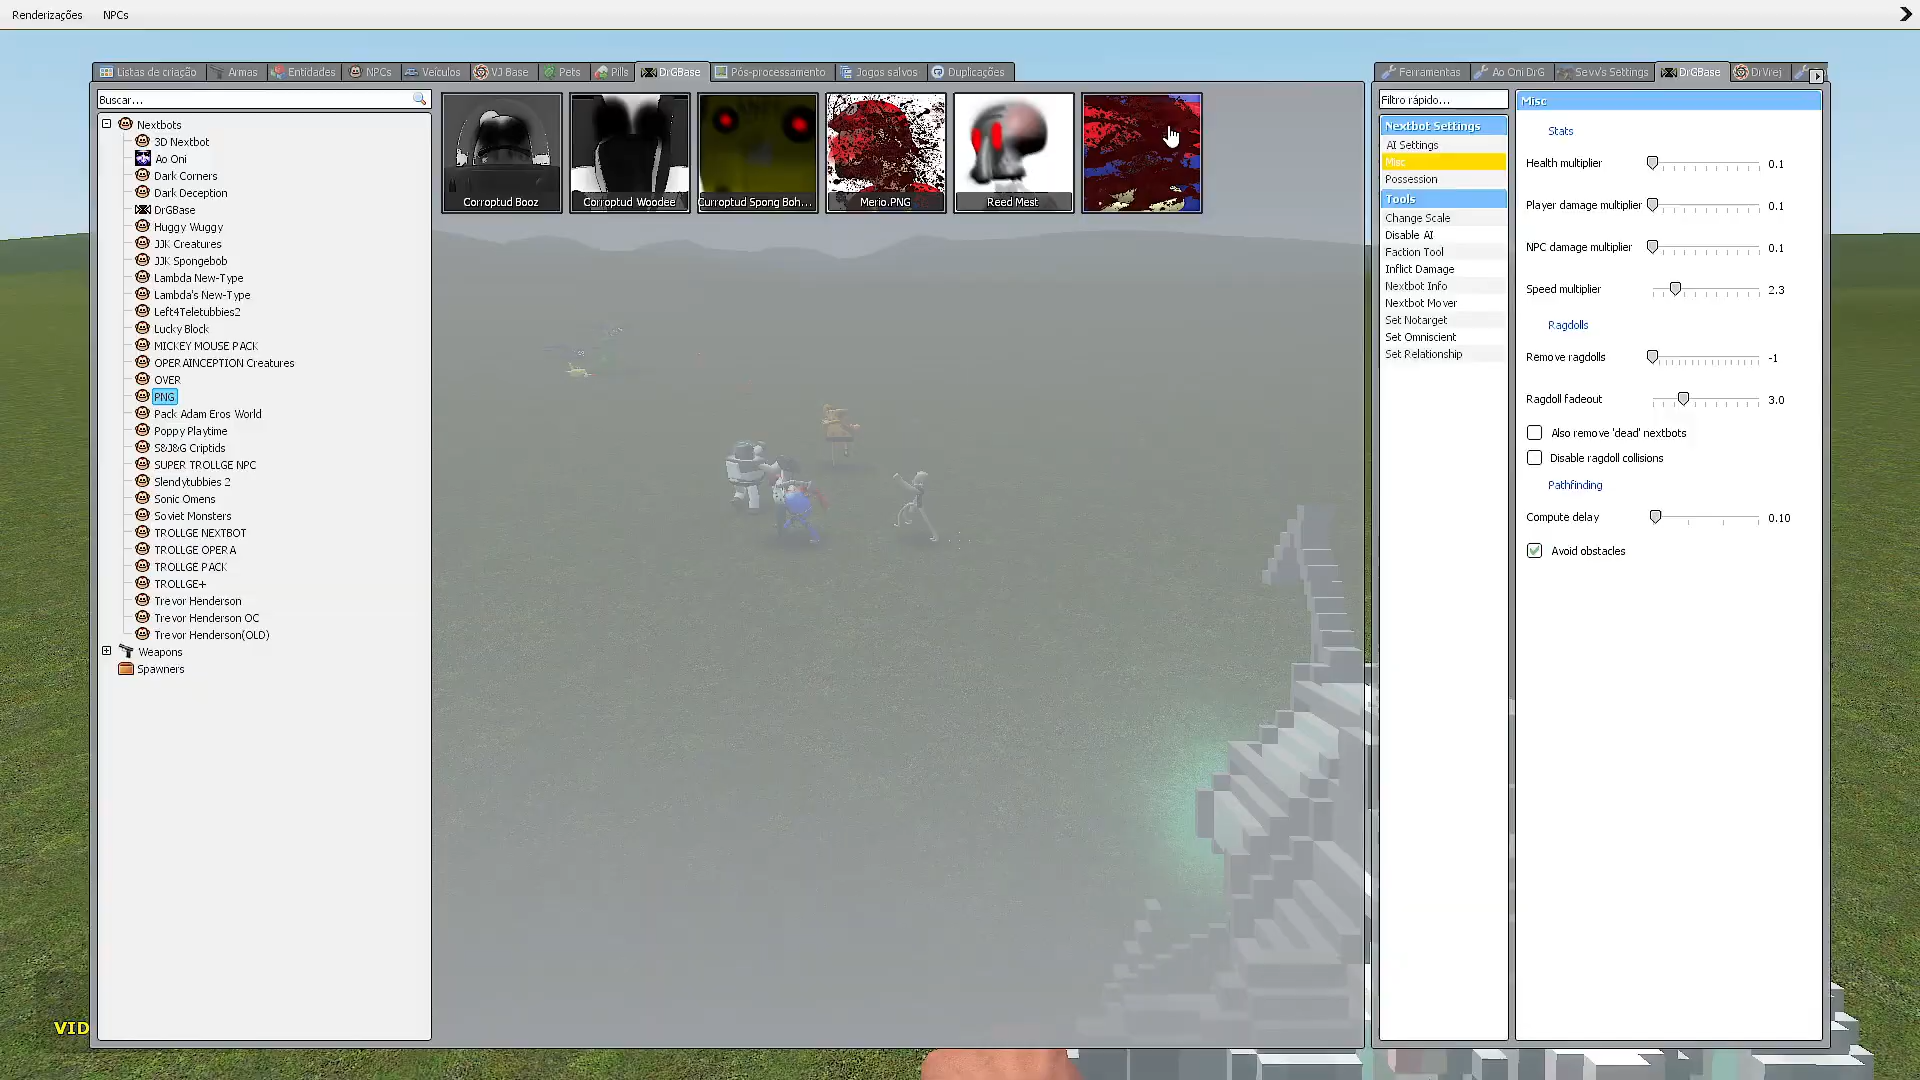 Renderizações NPCs
Listas de criação Armas Entidades NPCs Veículos VJ Base Pets Pills DrGBase Pós-processamento Jogos salvos Duplicações
Ferramentas Ao Oni DrG Sevv's Settings DrGBase DrVrej
Buscar...
Nextbots
3D Nextbot
Ao Oni
Dark Corners
Dark Deception
DrGBase
Huggy Wuggy
JJK Creatures
JJK Spongebob
Lambda New-Type
Lambda's New-Type
Left4Teletubbies2
Lucky Block
MICKEY MOUSE PACK
OPERAINCEPTION Creatures
OVER
PNG
Pack Adam Eros World
Poppy Playtime
S&J&G Criptids
SUPER TROLLGE NPC
Slendytubbies 2
Sonic Omens
Soviet Monsters
TROLLGE NEXTBOT
TROLLGE OPERA
TROLLGE PACK
TROLLGE+
Trevor Henderson
Trevor Henderson OC
Trevor Henderson(OLD)
Weapons
Spawners
Corroptud Booz
Corroptud Woodee
Curroptud Spong Boh...
Merio.PNG
Reed Mest
Filtro rápido...
Nextbot Settings
AI Settings
Misc
Possession
Tools
Change Scale
Disable AI
Faction Tool
Inflict Damage
Nextbot Info
Nextbot Mover
Set Notarget
Set Omniscient
Set Relationship
Misc
Stats
Health multiplier 0.1
Player damage multiplier 0.1
NPC damage multiplier 0.1
Speed multiplier 2.3
Ragdolls
Remove ragdolls -1
Ragdoll fadeout 3.0
Also remove 'dead' nextbots
Disable ragdoll collisions
Pathfinding
Compute delay 0.10
Avoid obstacles
VID